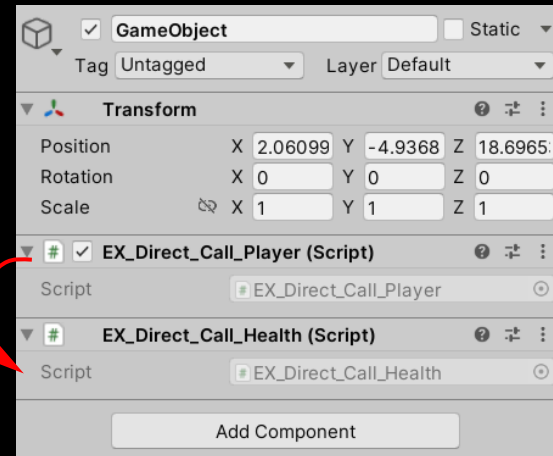 GameObject Static
Tag Untagged Layer Default
Transform
Position X 2.06099 Y -4.9368 Z 18.6965
Rotation X 0 Y 0 Z 0
Scale X 1 Y 1 Z 1
# EX_Direct_Call_Player (Script)
Script # EX_Direct_Call_Player
# EX_Direct_Call_Health (Script)
Script # EX_Direct_Call_Health
Add Component